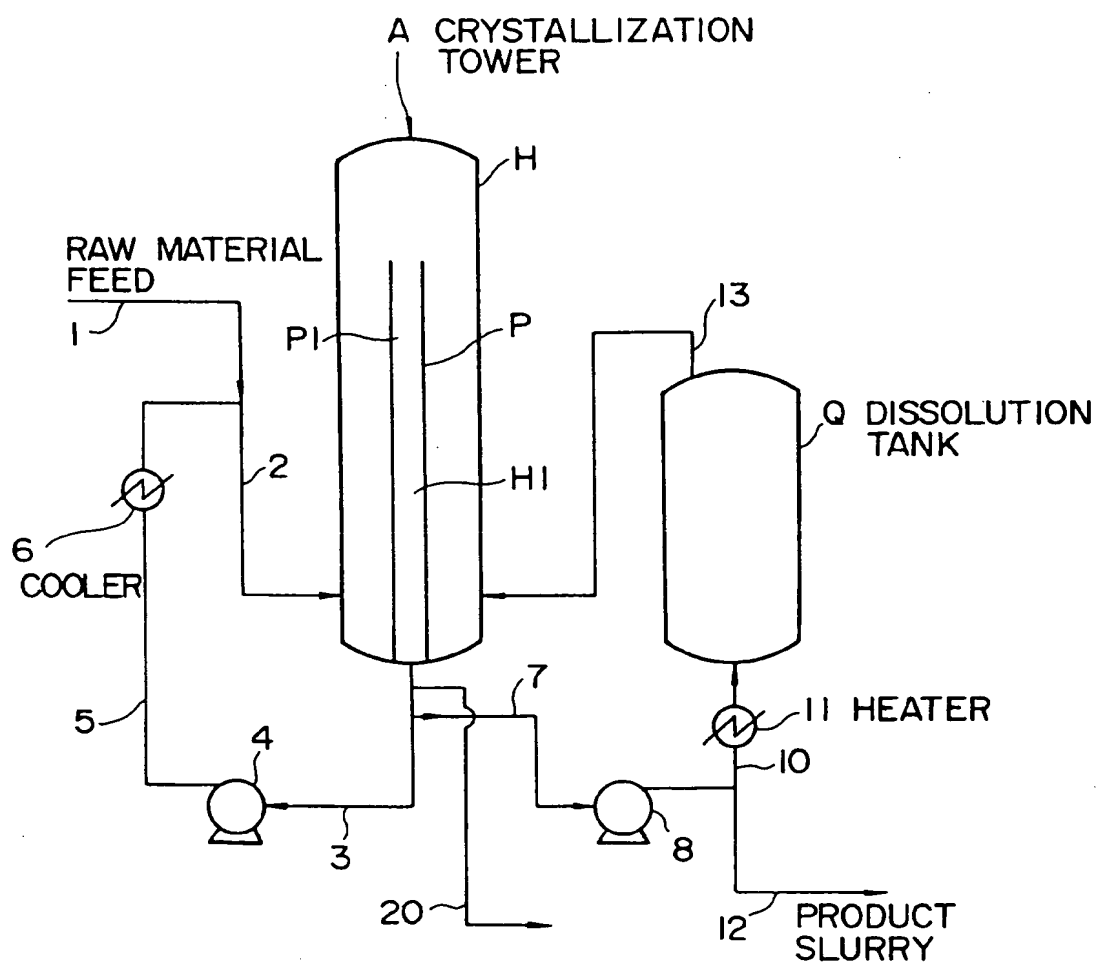 A CRYSTALLIZATION
TOWER
H
RAW MATERIAL
FEED
1
P1
P
13
Q DISSOLUTION
TANK
2
H1
6
COOLER
5
4
7
11 HEATER
10
3
8
20
12
PRODUCT
SLURRY